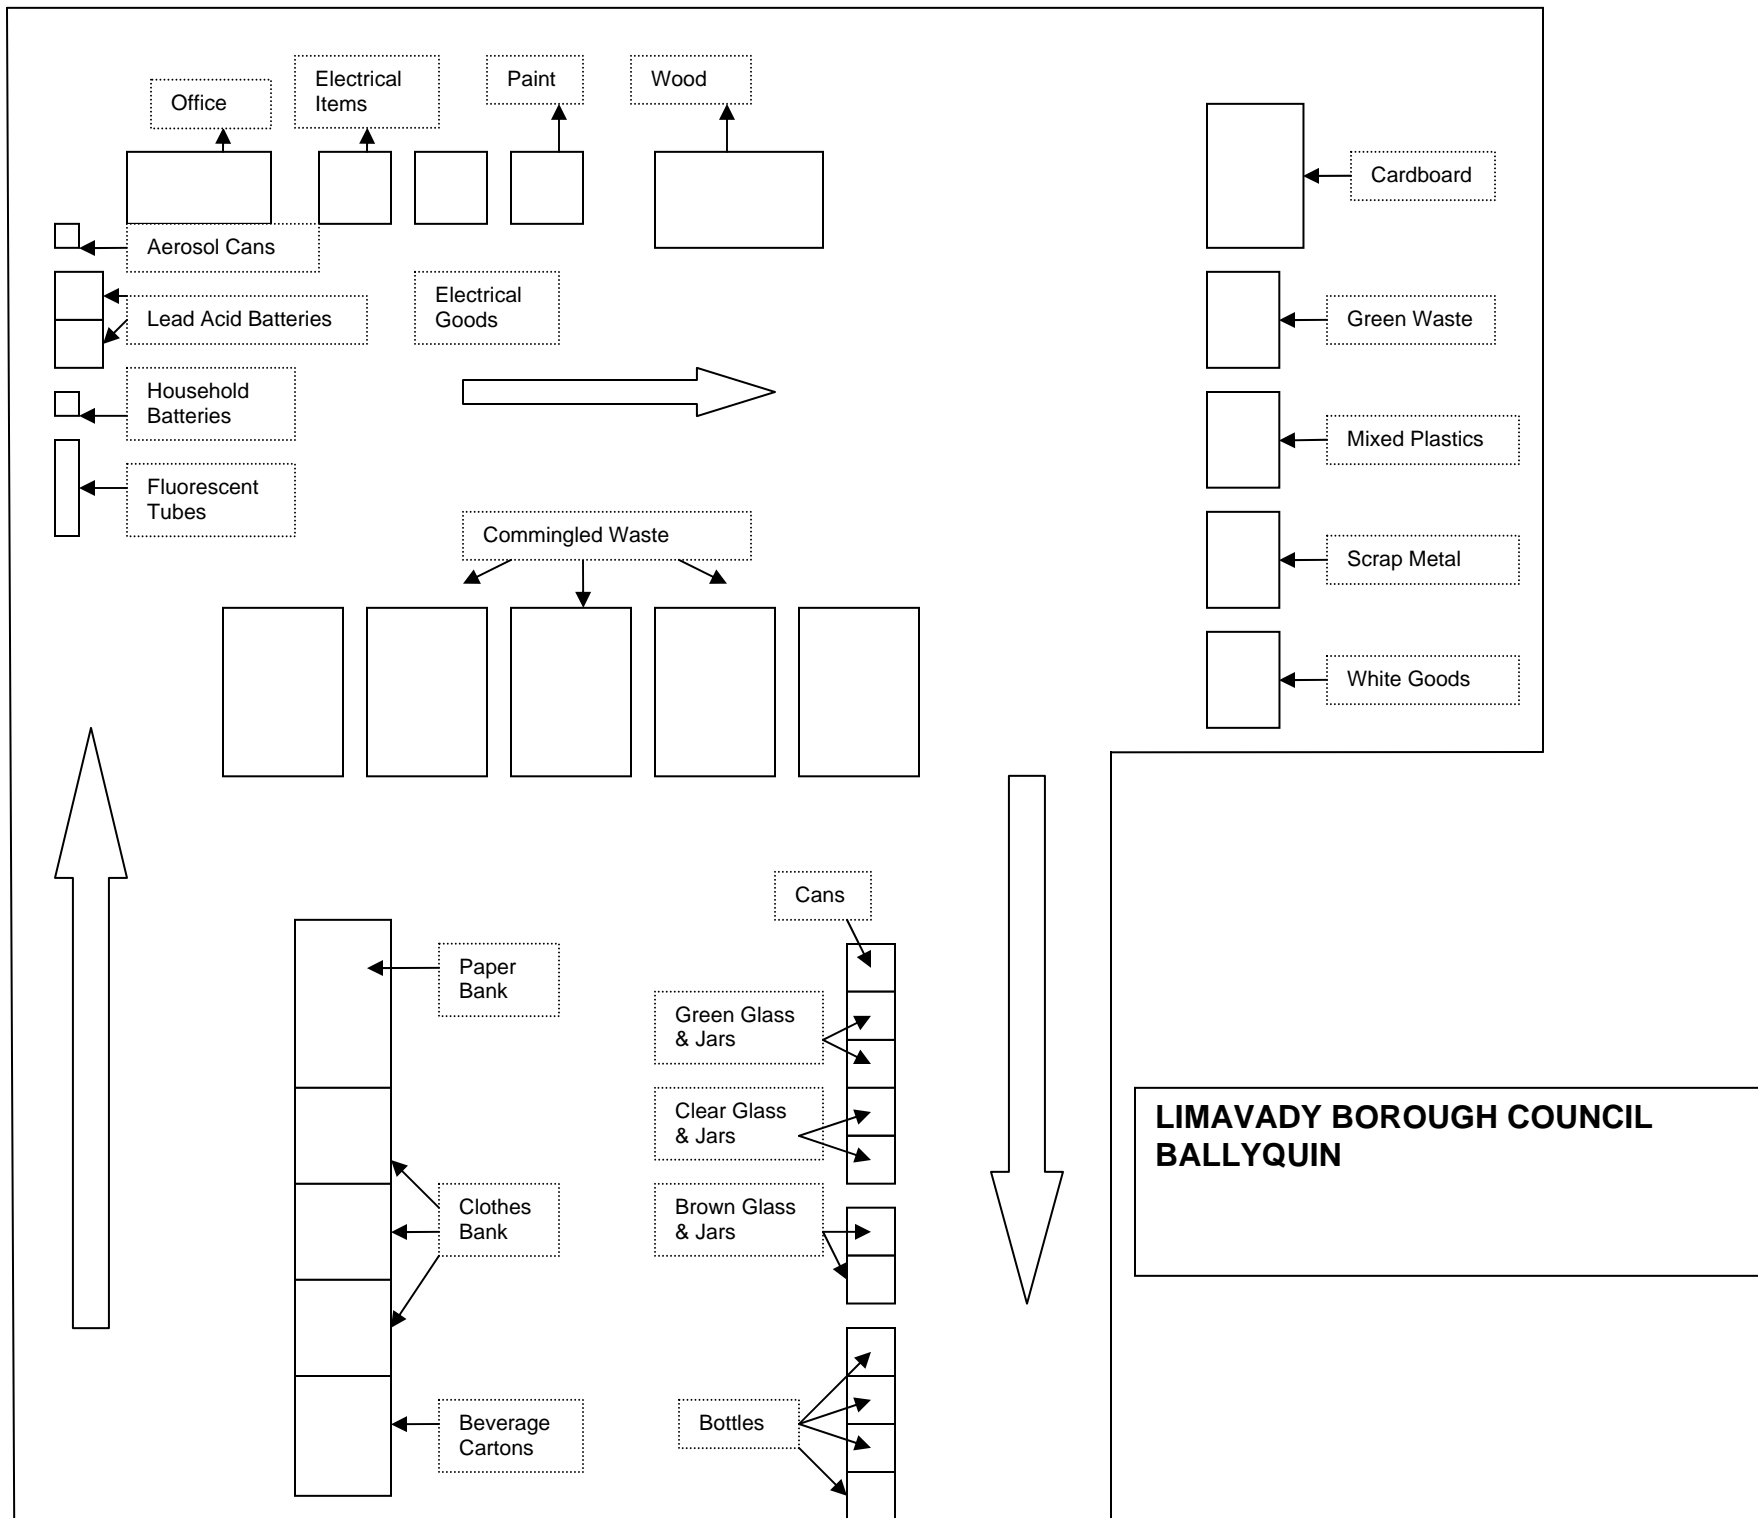 Office
Electrical
Items
Paint
Wood
Cardboard
Aerosol Cans
Lead Acid Batteries
Electrical
Goods
Green Waste
Household
Batteries
Mixed Plastics
Fluorescent
Tubes
Commingled Waste
Scrap Metal
White Goods
Cans
Paper
Bank
Green Glass
& Jars
Clear Glass
& Jars
LIMAVADY BOROUGH COUNCIL
BALLYQUIN
Clothes
Bank
Brown Glass
& Jars
Beverage
Cartons
Bottles